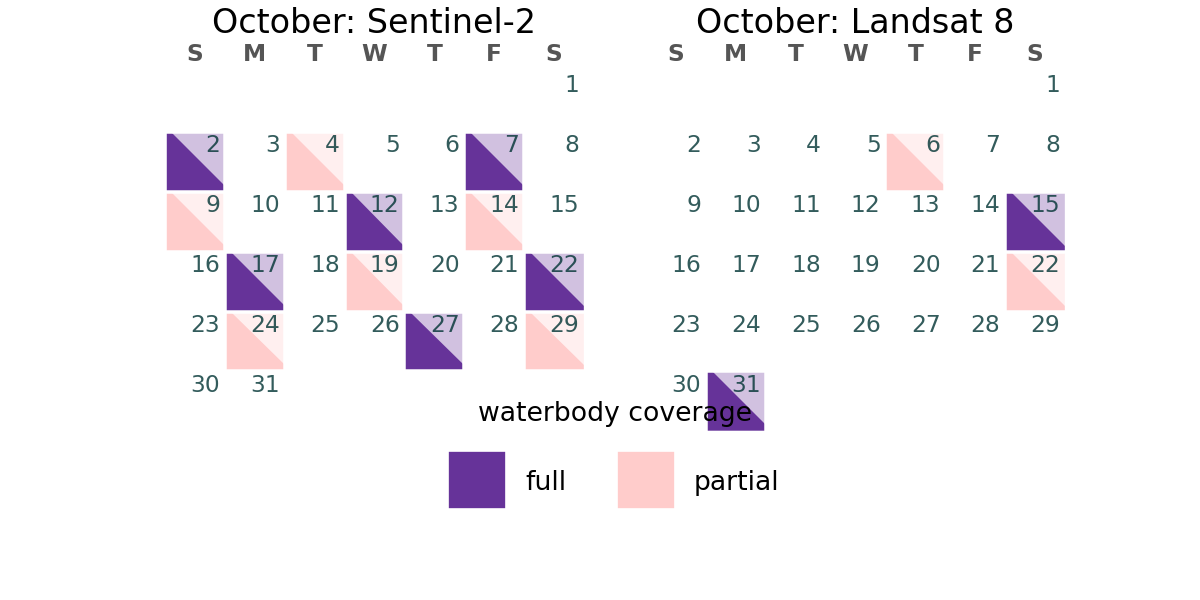 October: Sentinel-2
S M T W T F S
1
2 3 4 5 6 7 8
9 10 11 12 13 14 15
16 17 18 19 20 21 22
23 24 25 26 27 28 29
30 31
October: Landsat 8
S M T W T F S
1
2 3 4 5 6 7 8
9 10 11 12 13 14 15
16 17 18 19 20 21 22
23 24 25 26 27 28 29
30 31
waterbody coverage
full partial